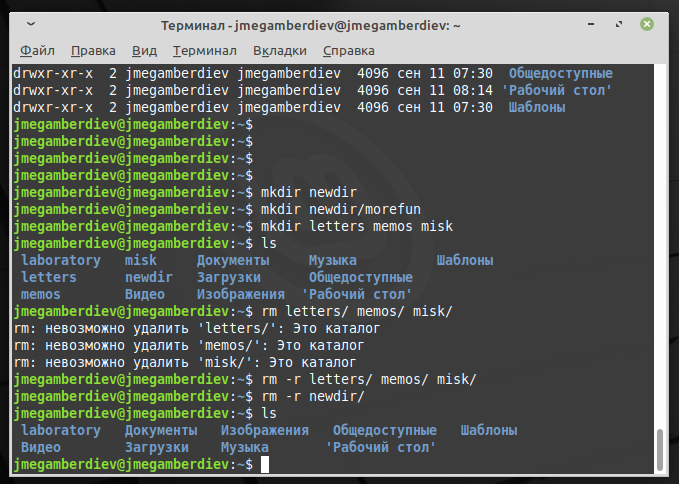 Терминал - jmegamberdiev@jmegamberdiev: ~
Файл Правка Вид Терминал Вкладки Справка
drwxr-xr-x  2 jmegamberdiev jmegamberdiev  4096 сен 11 07:30  Общедоступные
drwxr-xr-x  2 jmegamberdiev jmegamberdiev  4096 сен 11 08:14 'Рабочий стол'
drwxr-xr-x  2 jmegamberdiev jmegamberdiev  4096 сен 11 07:30  Шаблоны
jmegamberdiev@jmegamberdiev:~$
jmegamberdiev@jmegamberdiev:~$
jmegamberdiev@jmegamberdiev:~$
jmegamberdiev@jmegamberdiev:~$
jmegamberdiev@jmegamberdiev:~$ mkdir newdir
jmegamberdiev@jmegamberdiev:~$ mkdir newdir/morefun
jmegamberdiev@jmegamberdiev:~$ mkdir letters memos misk
jmegamberdiev@jmegamberdiev:~$ ls
laboratory   misk     Документы     Музыка          Шаблоны
letters      newdir   Загрузки      Общедоступные
memos        Видео    Изображения  'Рабочий стол'
jmegamberdiev@jmegamberdiev:~$ rm letters/ memos/ misk/
rm: невозможно удалить 'letters/': Это каталог
rm: невозможно удалить 'memos/': Это каталог
rm: невозможно удалить 'misk/': Это каталог
jmegamberdiev@jmegamberdiev:~$ rm -r letters/ memos/ misk/
jmegamberdiev@jmegamberdiev:~$ rm -r newdir/
jmegamberdiev@jmegamberdiev:~$ ls
laboratory   Документы   Изображения   Общедоступные   Шаблоны
Видео        Загрузки    Музыка       'Рабочий стол'
jmegamberdiev@jmegamberdiev:~$